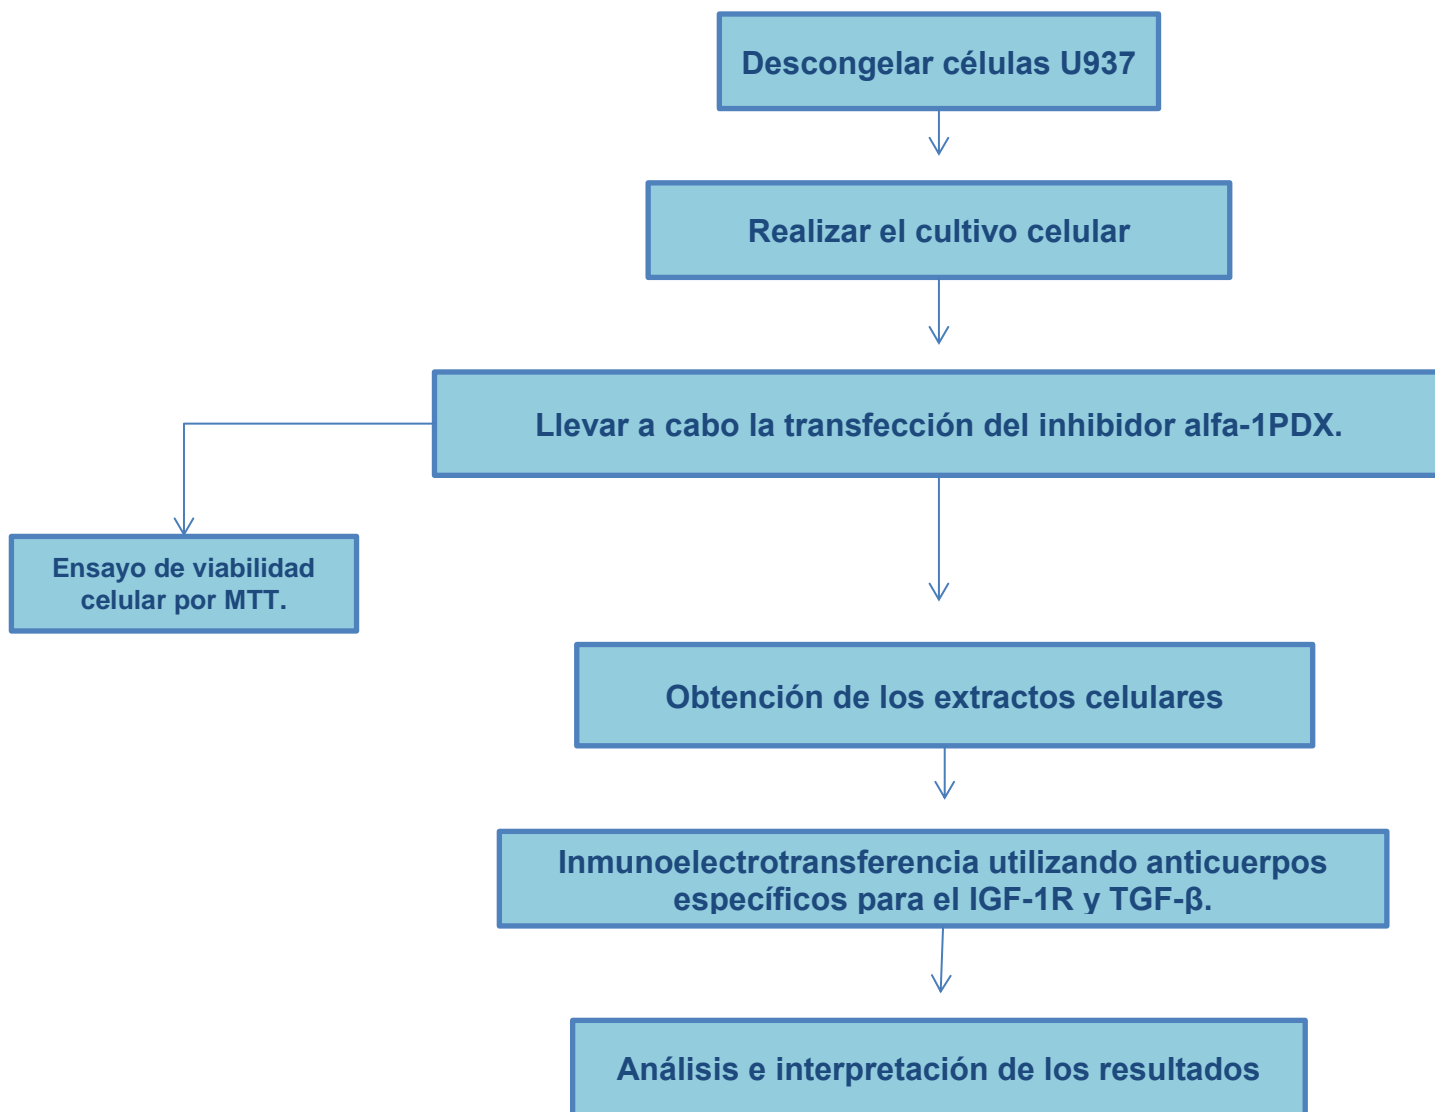 Descongelar células U937
Realizar el cultivo celular
Llevar a cabo la transfección del inhibidor alfa-1PDX.
Ensayo de viabilidad
celular por MTT.
Obtención de los extractos celulares
Inmunoelectrotransferencia utilizando anticuerpos
específicos para el IGF-1R y TGF-β.
Análisis e interpretación de los resultados